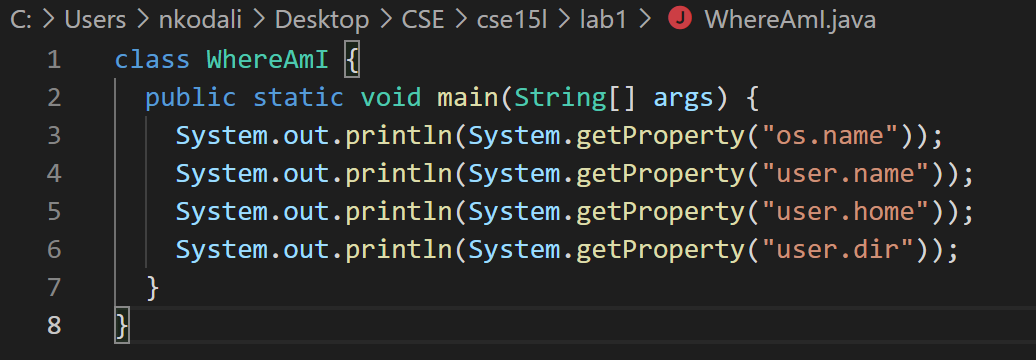 C: > Users > nkodali > Desktop > CSE > cse15l > lab1 > J WhereAmI.java
1 class WhereAmI {
2   public static void main(String[] args) {
3     System.out.println(System.getProperty("os.name"));
4     System.out.println(System.getProperty("user.name"));
5     System.out.println(System.getProperty("user.home"));
6     System.out.println(System.getProperty("user.dir"));
7   }
8 }